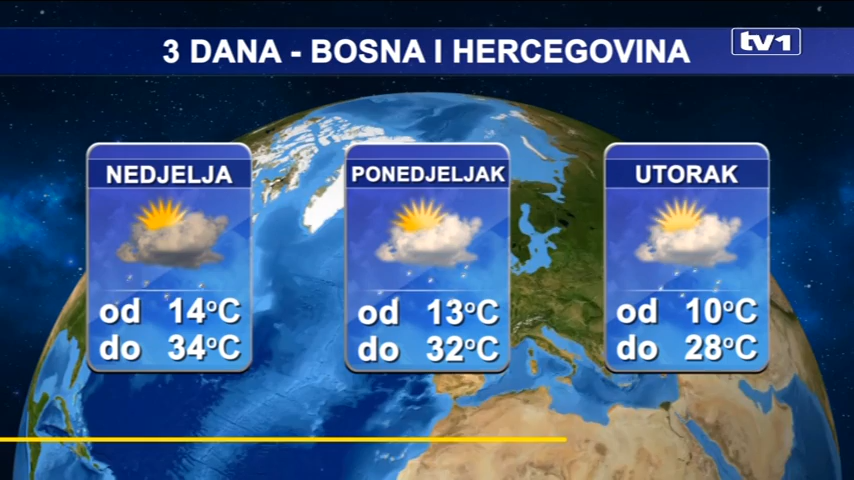 3 DANA - BOSNA I HERCEGOVINA
tv1
NEDJELJA
od 14°C
do 34°C
PONEDJELJAK
od 13°C
do 32°C
UTORAK
od 10°C
do 28°C